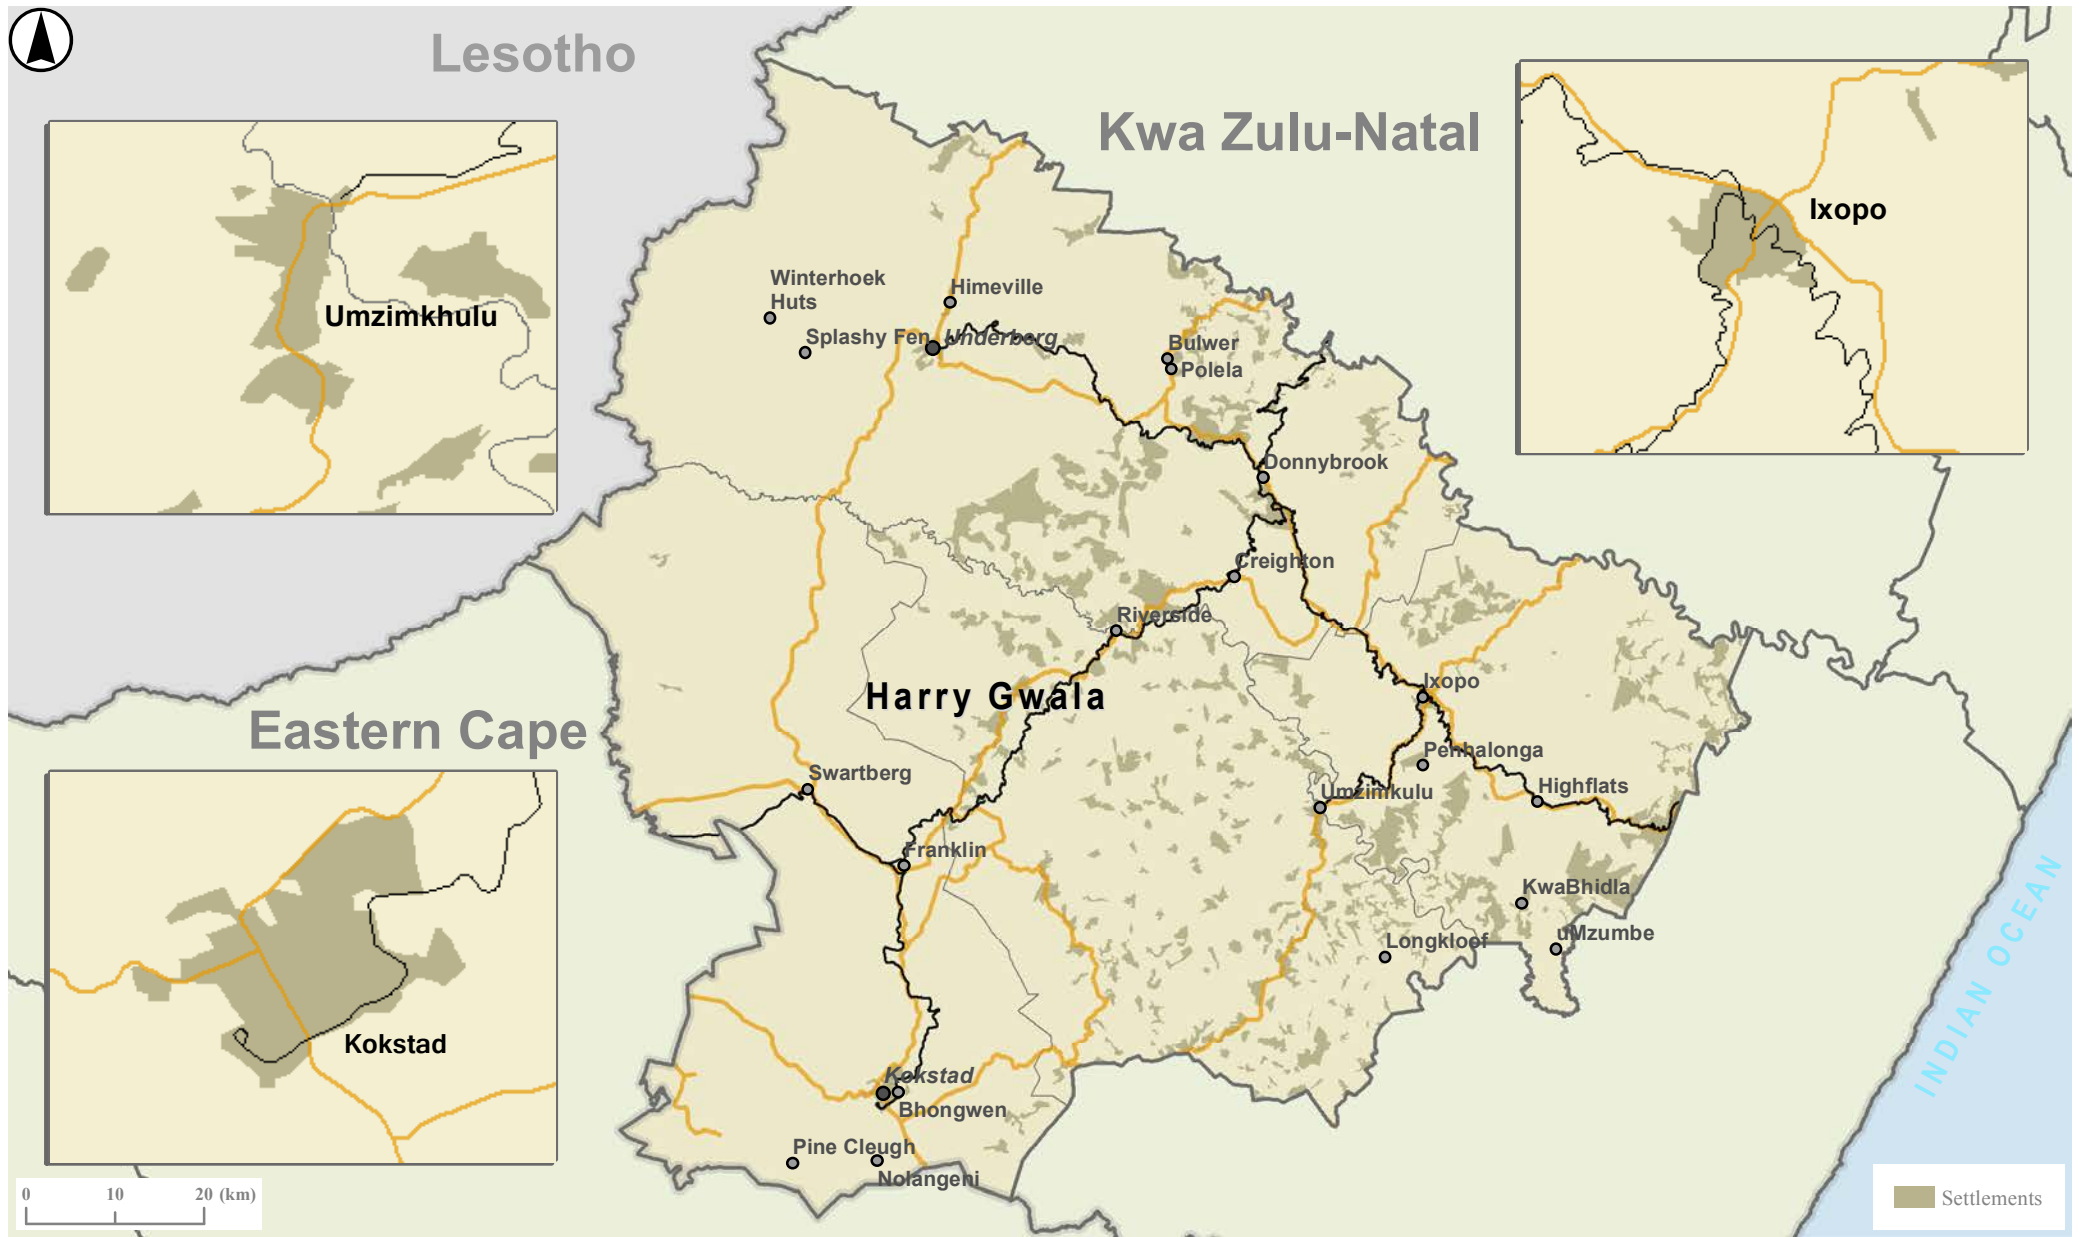 Lesotho
Kwa Zulu-Natal
Ixopo
Umzimkhulu
Winterhoek
Huts
Himeville
Splashy Fen
Underberg
Bulwer
Polela
Donnybrook
Creighton
Riverside
Harry Gwala
Ixopo
Eastern Cape
Penhalonga
Swartberg
Highflats
Umzimkulu
Franklin
KwaBhidla
uMzumbe
Longkloof
INDIAN OCEAN
Kokstad
Kokstad
Bhongwen
Pine Cleugh
Nolangeni
0 10 20 (km)
Settlements